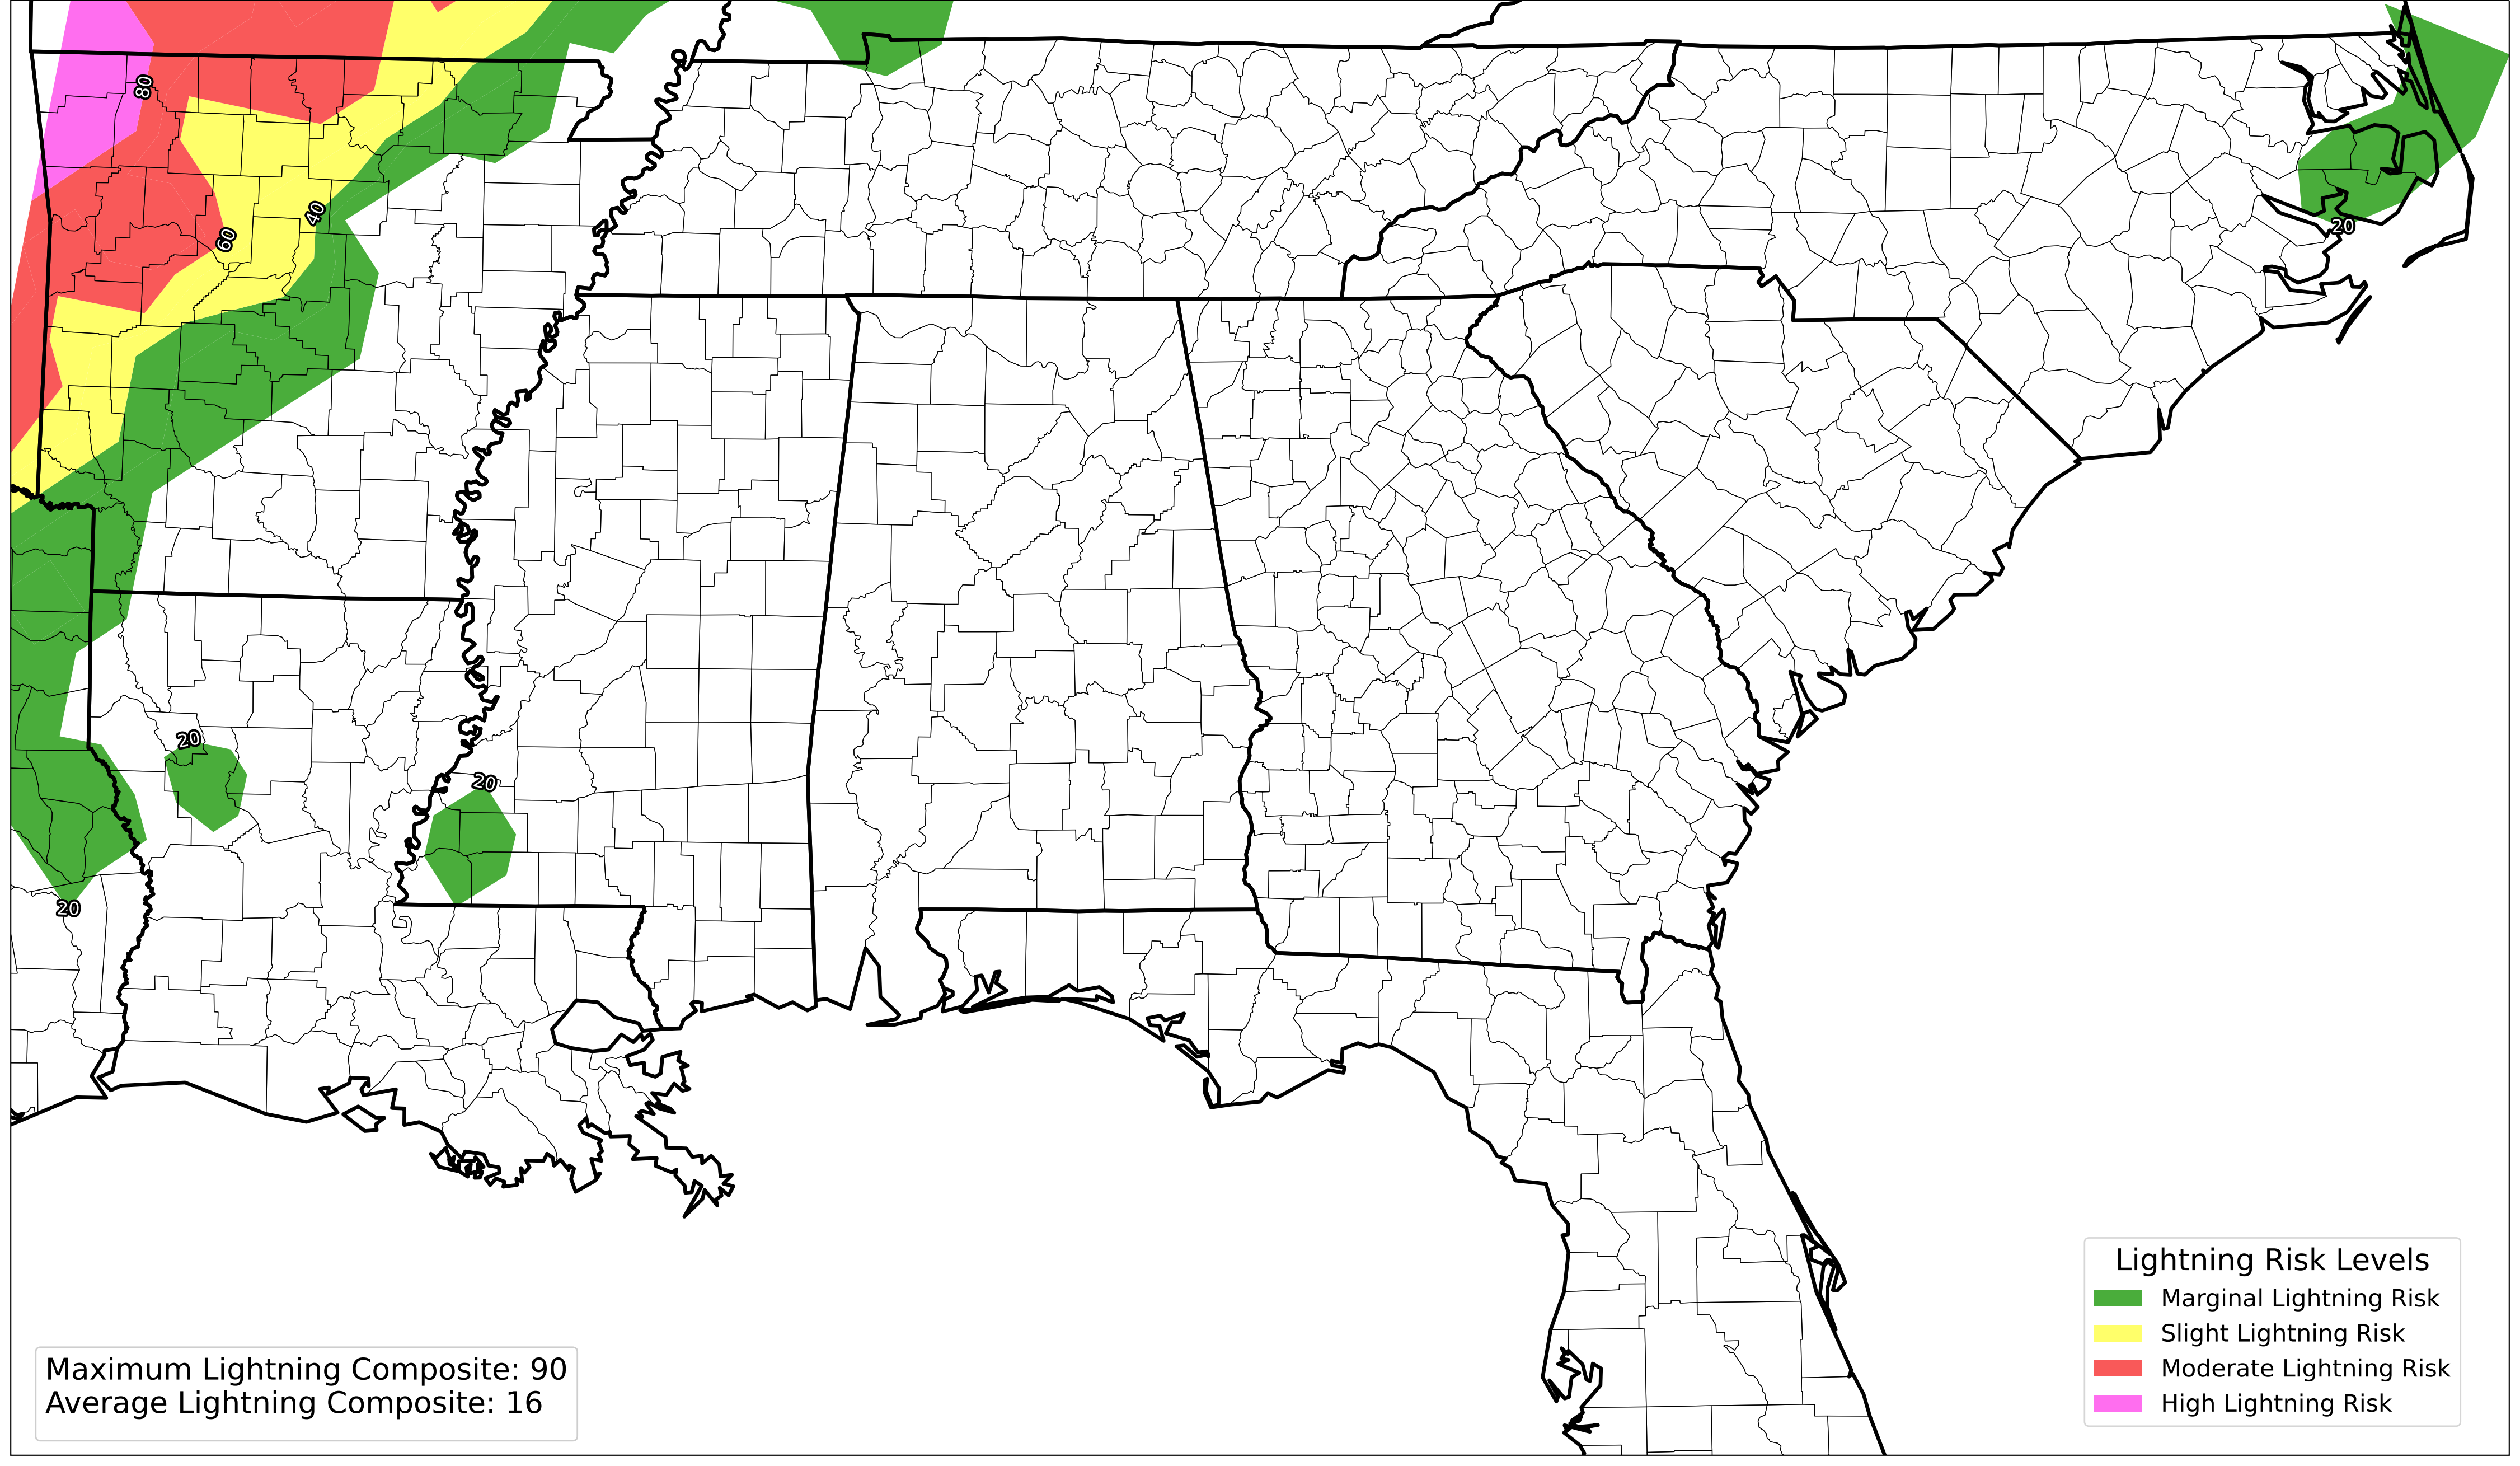 80
40
60
20
20
20
20
Lightning Risk Levels
Marginal Lightning Risk
Slight Lightning Risk
Moderate Lightning Risk
High Lightning Risk
Maximum Lightning Composite: 90
Average Lightning Composite: 16